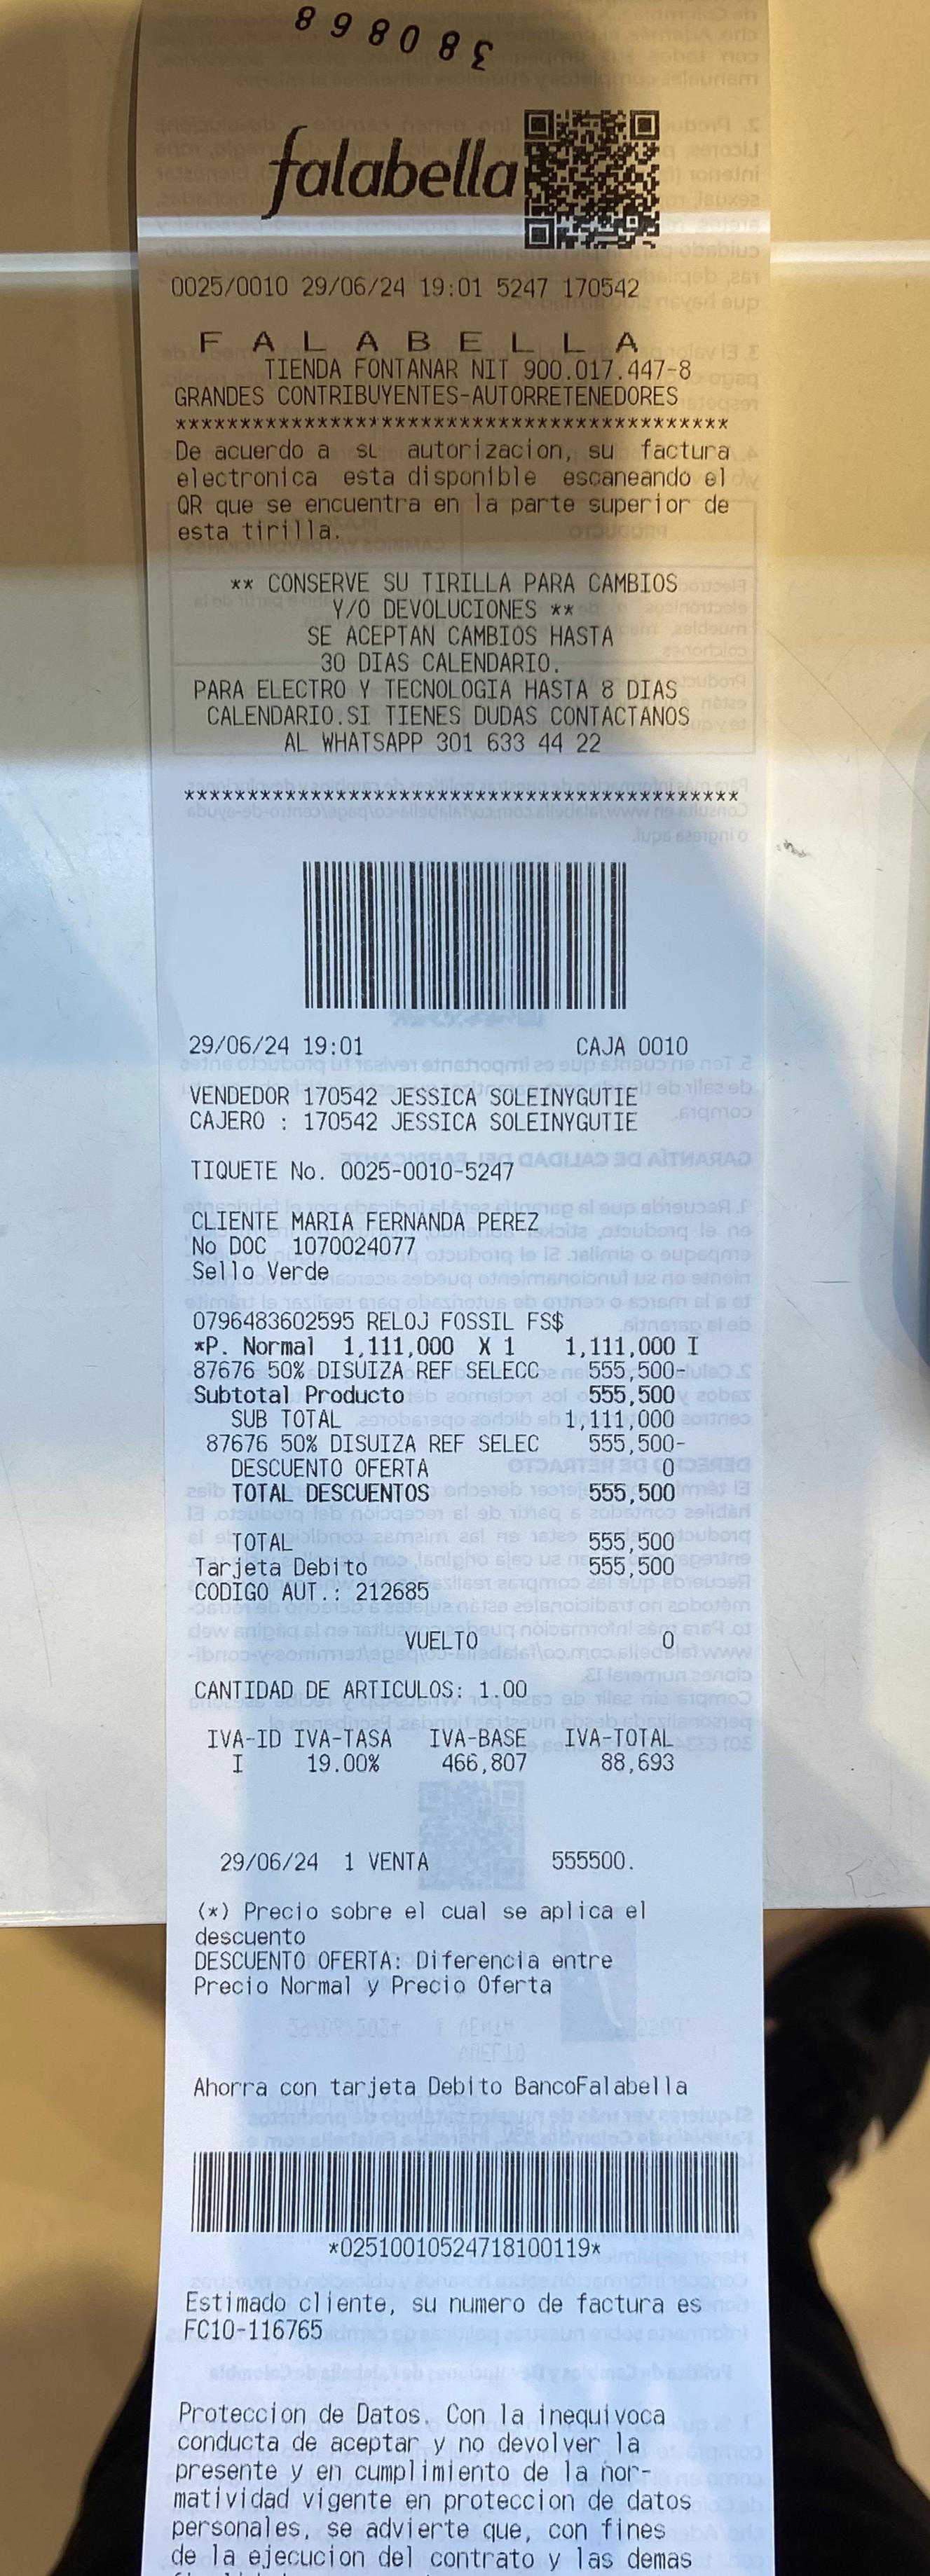 380868
falabella
0025/0010 29/06/24 19:01 5247 170542
F A L A B E L L A
TIENDA FONTANAR NIT 900.017.447-8
GRANDES CONTRIBUYENTES-AUTORRETENEDORES
********************************************
De acuerdo a su autorizacion, su factura
electronica esta disponible escaneando el
QR que se encuentra en la parte superior de
esta tirilla.
** CONSERVE SU TIRILLA PARA CAMBIOS
Y/O DEVOLUCIONES **
SE ACEPTAN CAMBIOS HASTA
30 DIAS CALENDARIO.
PARA ELECTRO Y TECNOLOGIA HASTA 8 DIAS
CALENDARIO.SI TIENES DUDAS CONTACTANOS
AL WHATSAPP 301 633 44 22
********************************************
29/06/24 19:01 CAJA 0010
VENDEDOR 170542 JESSICA SOLEINYGUTIE
CAJERO : 170542 JESSICA SOLEINYGUTIE
TIQUETE No. 0025-0010-5247
CLIENTE MARIA FERNANDA PEREZ
No DOC 1070024077
Sello Verde
0796483602595 RELOJ FOSSIL FS$
*P. Normal 1,111,000 X 1 1,111,000 I
87676 50% DISUIZA REF SELECC 555,500-
Subtotal Producto 555,500
SUB TOTAL 1,111,000
87676 50% DISUIZA REF SELEC 555,500-
DESCUENTO OFERTA 0
TOTAL DESCUENTOS 555,500
TOTAL 555,500
Tarjeta Debito 555,500
CODIGO AUT.: 212685
VUELTO 0
CANTIDAD DE ARTICULOS: 1.00
IVA-ID IVA-TASA IVA-BASE IVA-TOTAL
I 19.00% 466,807 88,693
29/06/24 1 VENTA 555500.
(*) Precio sobre el cual se aplica el
descuento
DESCUENTO OFERTA: Diferencia entre
Precio Normal y Precio Oferta
Ahorra con tarjeta Debito BancoFalabella
*02510010524718100119*
Estimado cliente, su numero de factura es
FC10-116765
Proteccion de Datos. Con la inequivoca
conducta de aceptar y no devolver la
presente y en cumplimiento de la nor-
matividad vigente en proteccion de datos
personales, se advierte que, con fines
de la ejecucion del contrato y las demas